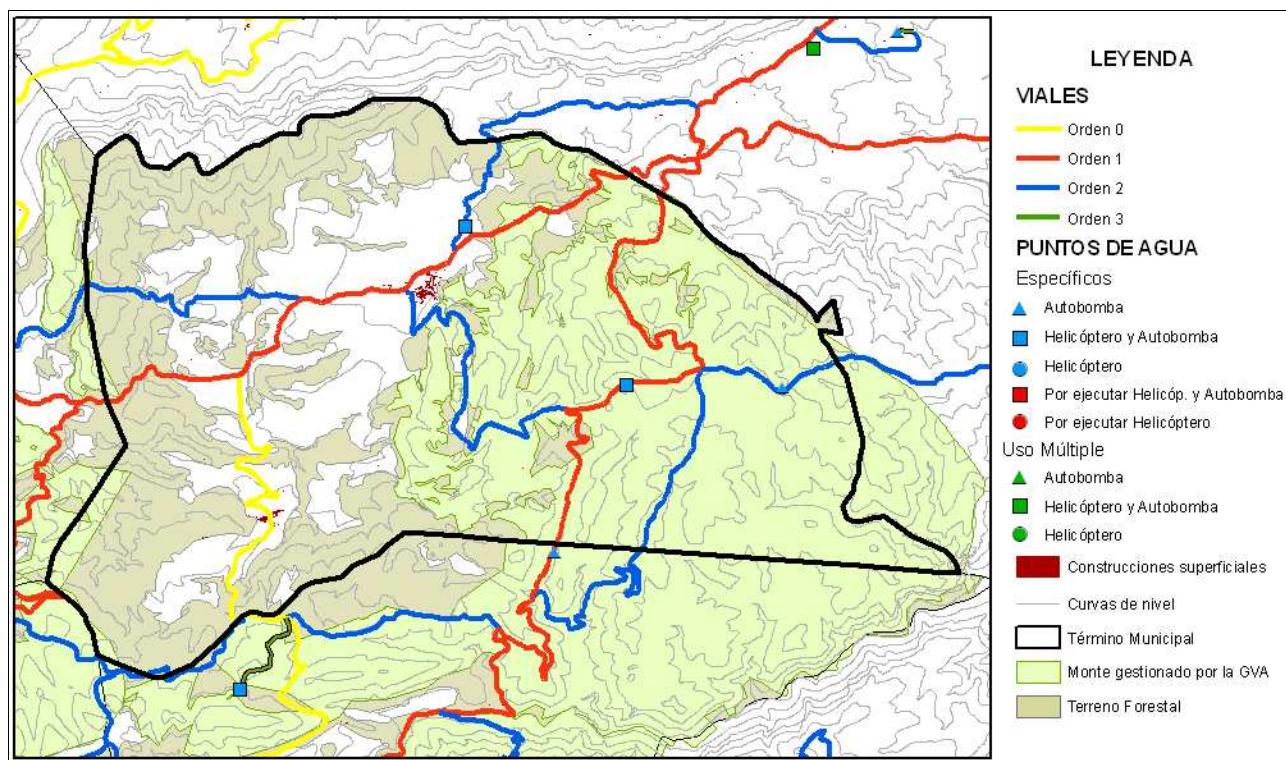 LEYENDA
VIALES
Orden 0
Orden 1
Orden 2
Orden 3
PUNTOS DE AGUA
Específicos
Autobomba
Helicóptero y Autobomba
Helicóptero
Por ejecutar Helicóp. y Autobomba
Por ejecutar Helicóptero
Uso Múltiple
Autobomba
Helicóptero y Autobomba
Helicóptero
Construcciones superficiales
Curvas de nivel
Término Municipal
Monte gestionado por la GVA
Terreno Forestal